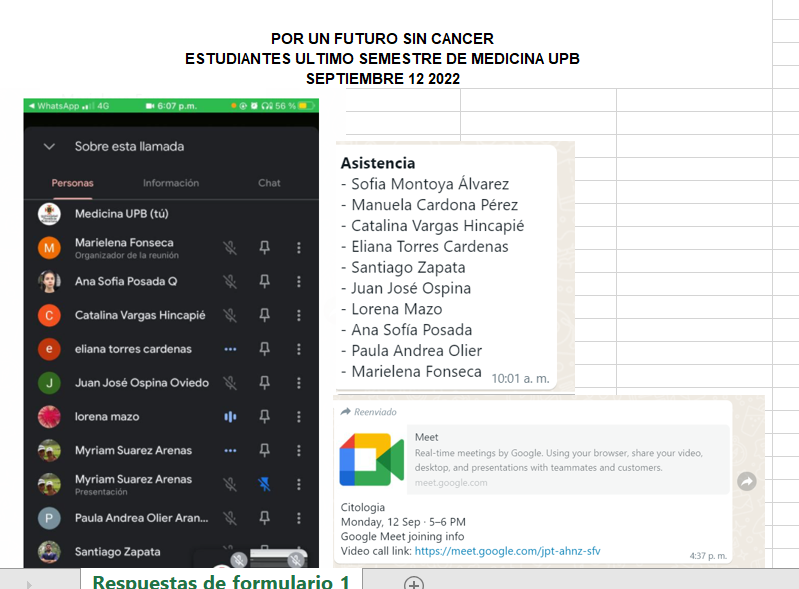 POR UN FUTURO SIN CANCER
ESTUDIANTES ULTIMO SEMESTRE DE MEDICINA UPB
SEPTIEMBRE 12 2022
WhatsApp 4G 6:07 p.m. 56 %
Sobre esta llamada
Personas Información Chat
Medicina UPB (tú)
M Marielena Fonseca
Organizador de la reunión
Ana Sofia Posada Q
C Catalina Vargas Hincapié
e eliana torres cardenas
J Juan José Ospina Oviedo
lorena mazo
Myriam Suarez Arenas
Myriam Suarez Arenas
Presentación
P Paula Andrea Olier Aran...
Santiago Zapata
Asistencia
- Sofia Montoya Álvarez
- Manuela Cardona Pérez
- Catalina Vargas Hincapié
- Eliana Torres Cardenas
- Santiago Zapata
- Juan José Ospina
- Lorena Mazo
- Ana Sofía Posada
- Paula Andrea Olier
- Marielena Fonseca
10:01 a. m.
Reenviado
Meet
Real-time meetings by Google. Using your browser, share your video,
desktop, and presentations with teammates and customers.
meet.google.com
Citologia
Monday, 12 Sep · 5–6 PM
Google Meet joining info
Video call link: https://meet.google.com/jpt-ahnz-sfv
4:37 p. m.
Respuestas de formulario 1